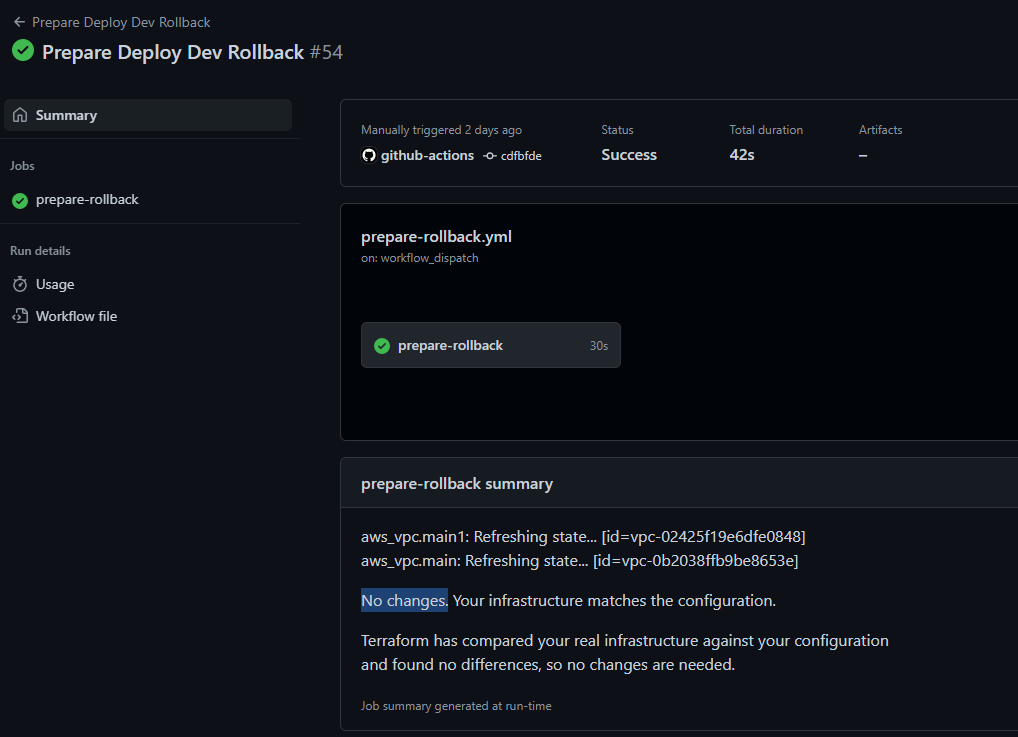 Prepare Deploy Dev Rollback
Prepare Deploy Dev Rollback #54
Summary
Jobs
prepare-rollback
Run details
Usage
Workflow file
Manually triggered 2 days ago
github-actions cdfbfde
Status
Success
Total duration
42s
Artifacts
–
prepare-rollback.yml
on: workflow_dispatch
prepare-rollback 30s
prepare-rollback summary
aws_vpc.main1: Refreshing state... [id=vpc-02425f19e6dfe0848]
aws_vpc.main: Refreshing state... [id=vpc-0b2038ffb9be8653e]
No changes. Your infrastructure matches the configuration.
Terraform has compared your real infrastructure against your configuration
and found no differences, so no changes are needed.
Job summary generated at run-time